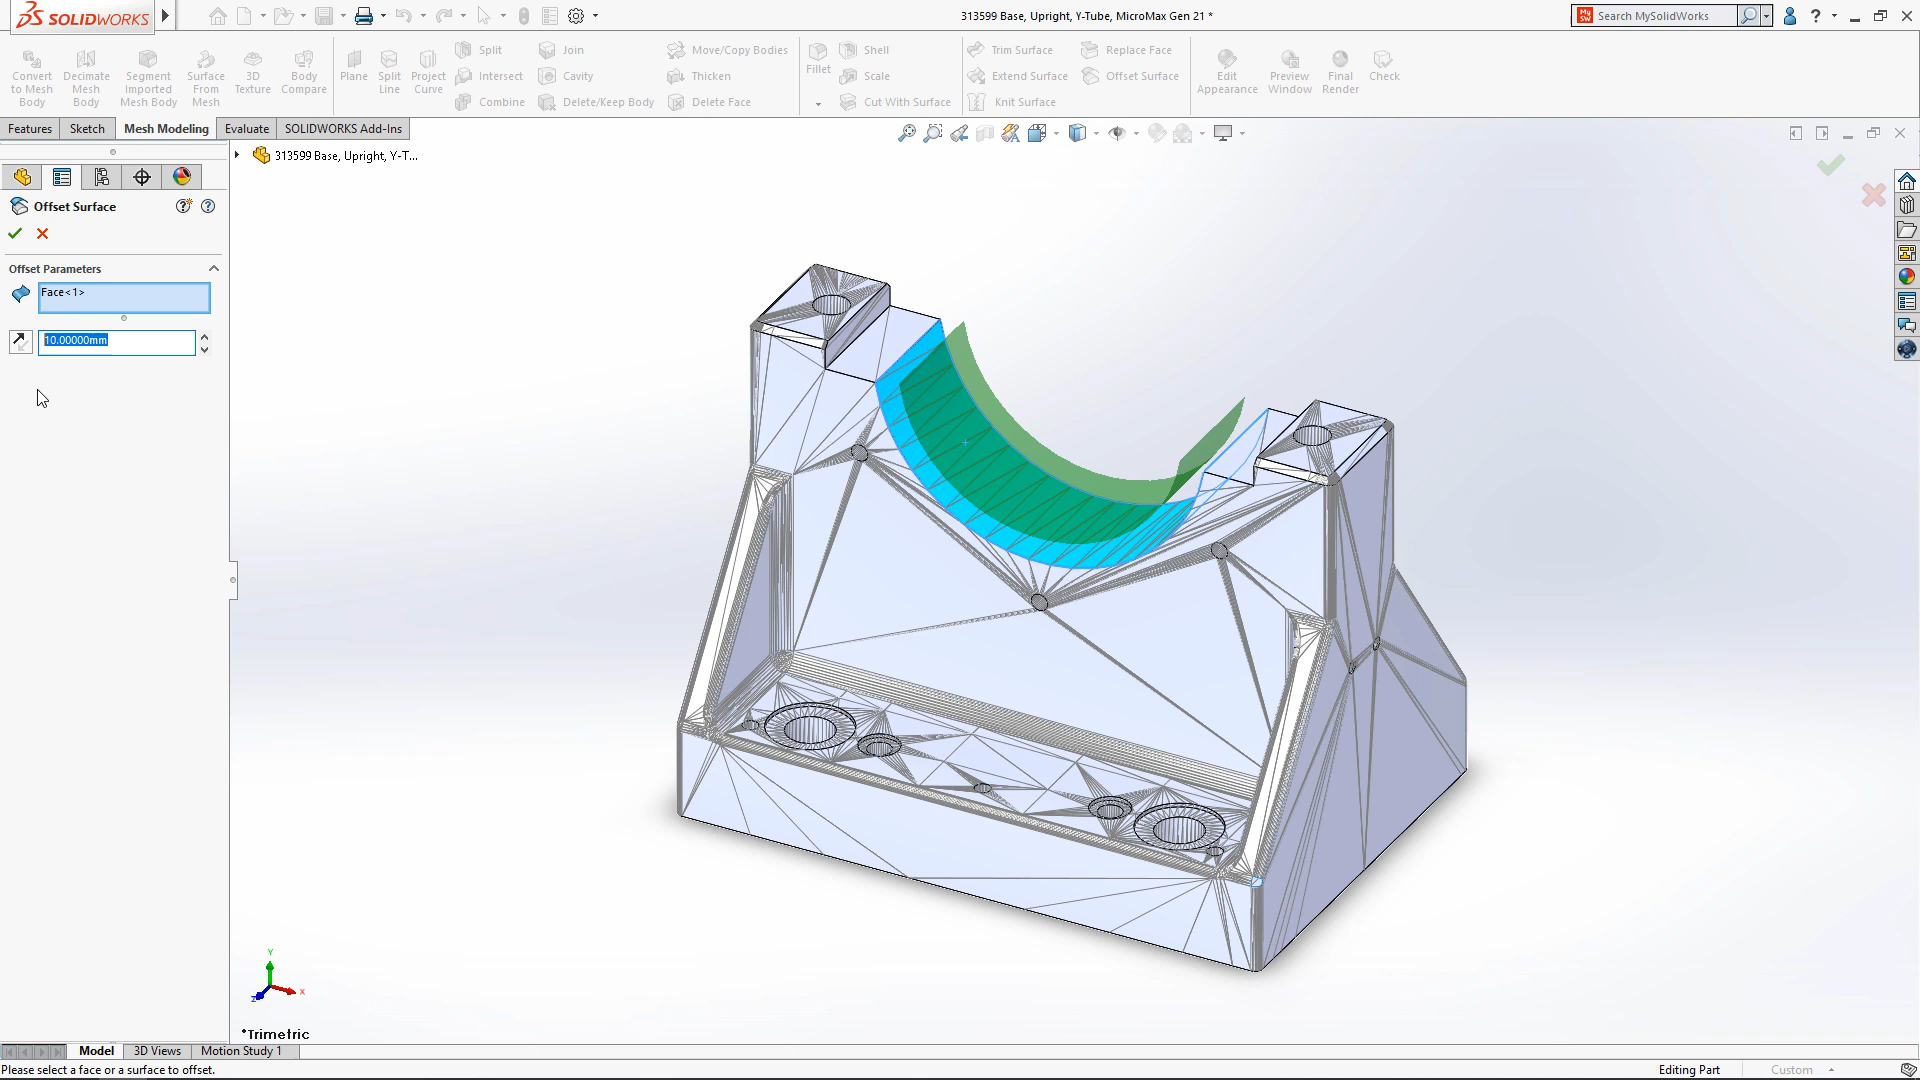 SOLIDWORKS
313599 Base, Upright, Y-Tube, MicroMax Gen 21 *
Search MySolidWorks
Convert to Mesh Body
Decimate Mesh Body
Segment Imported Mesh Body
Surface From Mesh
3D Texture
Body Compare
Plane
Split Line
Project Curve
Split
Intersect
Combine
Join
Cavity
Delete/Keep Body
Move/Copy Bodies
Thicken
Delete Face
Fillet
Shell
Scale
Cut With Surface
Trim Surface
Extend Surface
Knit Surface
Replace Face
Offset Surface
Edit Appearance
Preview Window
Final Render
Check
Features
Sketch
Mesh Modeling
Evaluate
SOLIDWORKS Add-Ins
313599 Base, Upright, Y-T...
Offset Surface
Offset Parameters
Face<1>
10.00000mm
Y
X
Z
*Trimetric
Model
3D Views
Motion Study 1
Please select a face or a surface to offset.
Editing Part
Custom